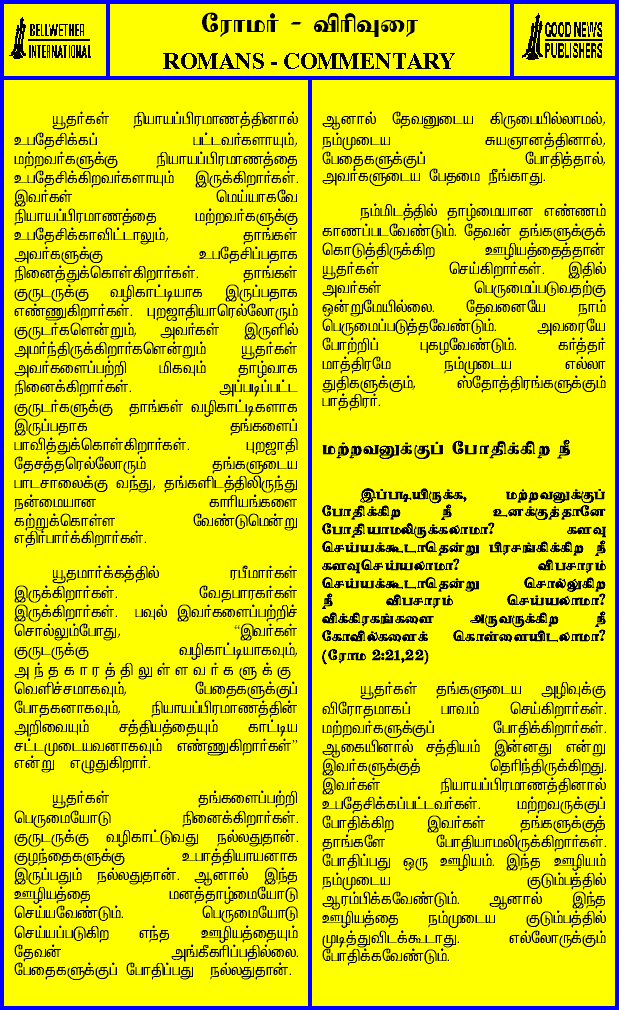 BELLWETHER
INTERNATIONAL
ரோமர் - விரிவுரை
ROMANS - COMMENTARY
GOOD NEWS
PUBLISHERS
யூதர்கள் நியாயப்பிரமாணத்தினால்
உபதேசிக்கப் பட்டவர்களாயும்,
மற்றவர்களுக்கு நியாயப்பிரமாணத்தை
உபதேசிக்கிறவர்களாயும் இருக்கிறார்கள்.
இவர்கள் மெய்யாகவே
நியாயப்பிரமாணத்தை மற்றவர்களுக்கு
உபதேசிக்காவிட்டாலும், தாங்கள்
அவர்களுக்கு உபதேசிப்பதாக
நினைத்துக்கொள்கிறார்கள். தாங்கள்
குருடருக்கு வழிகாட்டியாக இருப்பதாக
எண்ணுகிறார்கள். புறஜாதியாரெல்லோரும்
குருடர்களென்றும், அவர்கள் இருளில்
அமர்ந்திருக்கிறார்களென்றும் யூதர்கள்
அவர்களைப்பற்றி மிகவும் தாழ்வாக
நினைக்கிறார்கள். அப்படிப்பட்ட
குருடர்களுக்கு தாங்கள் வழிகாட்டிகளாக
இருப்பதாக தங்களைப்
பாவித்துக்கொள்கிறார்கள். புறஜாதி
தேசத்தரெல்லோரும் தங்களுடைய
பாடசாலைக்கு வந்து, தங்களிடத்திலிருந்து
நன்மையான காரியங்களை
கற்றுக்கொள்ள வேண்டுமென்று
எதிர்பார்க்கிறார்கள்.
யூதமார்க்கத்தில் ரபீமார்கள்
இருக்கிறார்கள். வேதபாரகர்கள்
இருக்கிறார்கள். பவுல் இவர்களைப்பற்றிச்
சொல்லும்போது, “இவர்கள்
குருடருக்கு வழிகாட்டியாகவும்,
அந்தகாரத்திலுள்ளவர்களுக்கு
வெளிச்சமாகவும், பேதைகளுக்குப்
போதகனாகவும், நியாயப்பிரமாணத்தின்
அறிவையும் சத்தியத்தையும் காட்டிய
சட்டமுடையவனாகவும் எண்ணுகிறார்கள்”
என்று எழுதுகிறார்.
யூதர்கள் தங்களைப்பற்றி
பெருமையோடு நினைக்கிறார்கள்.
குருடருக்கு வழிகாட்டுவது நல்லதுதான்.
குழந்தைகளுக்கு உபாத்தியாயனாக
இருப்பதும் நல்லதுதான். ஆனால் இந்த
ஊழியத்தை மனத்தாழ்மையோடு
செய்யவேண்டும். பெருமையோடு
செய்யப்படுகிற எந்த ஊழியத்தையும்
தேவன் அங்கீகரிப்பதில்லை.
பேதைகளுக்குப் போதிப்பது நல்லதுதான்.
ஆனால் தேவனுடைய கிருபையில்லாமல்,
நம்முடைய சுயஞானத்தினால்,
பேதைகளுக்குப் போதித்தால்,
அவர்களுடைய பேதமை நீங்காது.
நம்மிடத்தில் தாழ்மையான எண்ணம்
காணப்படவேண்டும். தேவன் தங்களுக்குக்
கொடுத்திருக்கிற ஊழியத்தைத்தான்
யூதர்கள் செய்கிறார்கள். இதில்
அவர்கள் பெருமைப்படுவதற்கு
ஒன்றுமேயில்லை. தேவனையே நாம்
பெருமைப்படுத்தவேண்டும். அவரையே
போற்றிப் புகழவேண்டும். கர்த்தர்
மாத்திரமே நம்முடைய எல்லா
துதிகளுக்கும், ஸ்தோத்திரங்களுக்கும்
பாத்திரர்.
மற்றவனுக்குப் போதிக்கிற நீ
இப்படியிருக்க, மற்றவனுக்குப்
போதிக்கிற நீ உனக்குத்தானே
போதியாமலிருக்கலாமா? களவு
செய்யக்கூடாதென்று பிரசங்கிக்கிற நீ
களவுசெய்யலாமா? விபசாரம்
செய்யக்கூடாதென்று சொல்லுகிற
நீ விபசாரம் செய்யலாமா?
விக்கிரகங்களை அருவருக்கிற நீ
கோவில்களைக் கொள்ளையிடலாமா?
(ரோம 2:21,22)
யூதர்கள் தங்களுடைய அழிவுக்கு
விரோதமாகப் பாவம் செய்கிறார்கள்.
மற்றவர்களுக்குப் போதிக்கிறார்கள்.
ஆகையினால் சத்தியம் இன்னது என்று
இவர்களுக்குத் தெரிந்திருக்கிறது.
இவர்கள் நியாயப்பிரமாணத்தினால்
உபதேசிக்கப்பட்டவர்கள். மற்றவருக்குப்
போதிக்கிற இவர்கள் தங்களுக்குத்
தாங்களே போதியாமலிருக்கிறார்கள்.
போதிப்பது ஒரு ஊழியம். இந்த ஊழியம்
நம்முடைய குடும்பத்தில்
ஆரம்பிக்கவேண்டும். ஆனால் இந்த
ஊழியத்தை நம்முடைய குடும்பத்தில்
முடித்துவிடக்கூடாது. எல்லோருக்கும்
போதிக்கவேண்டும்.